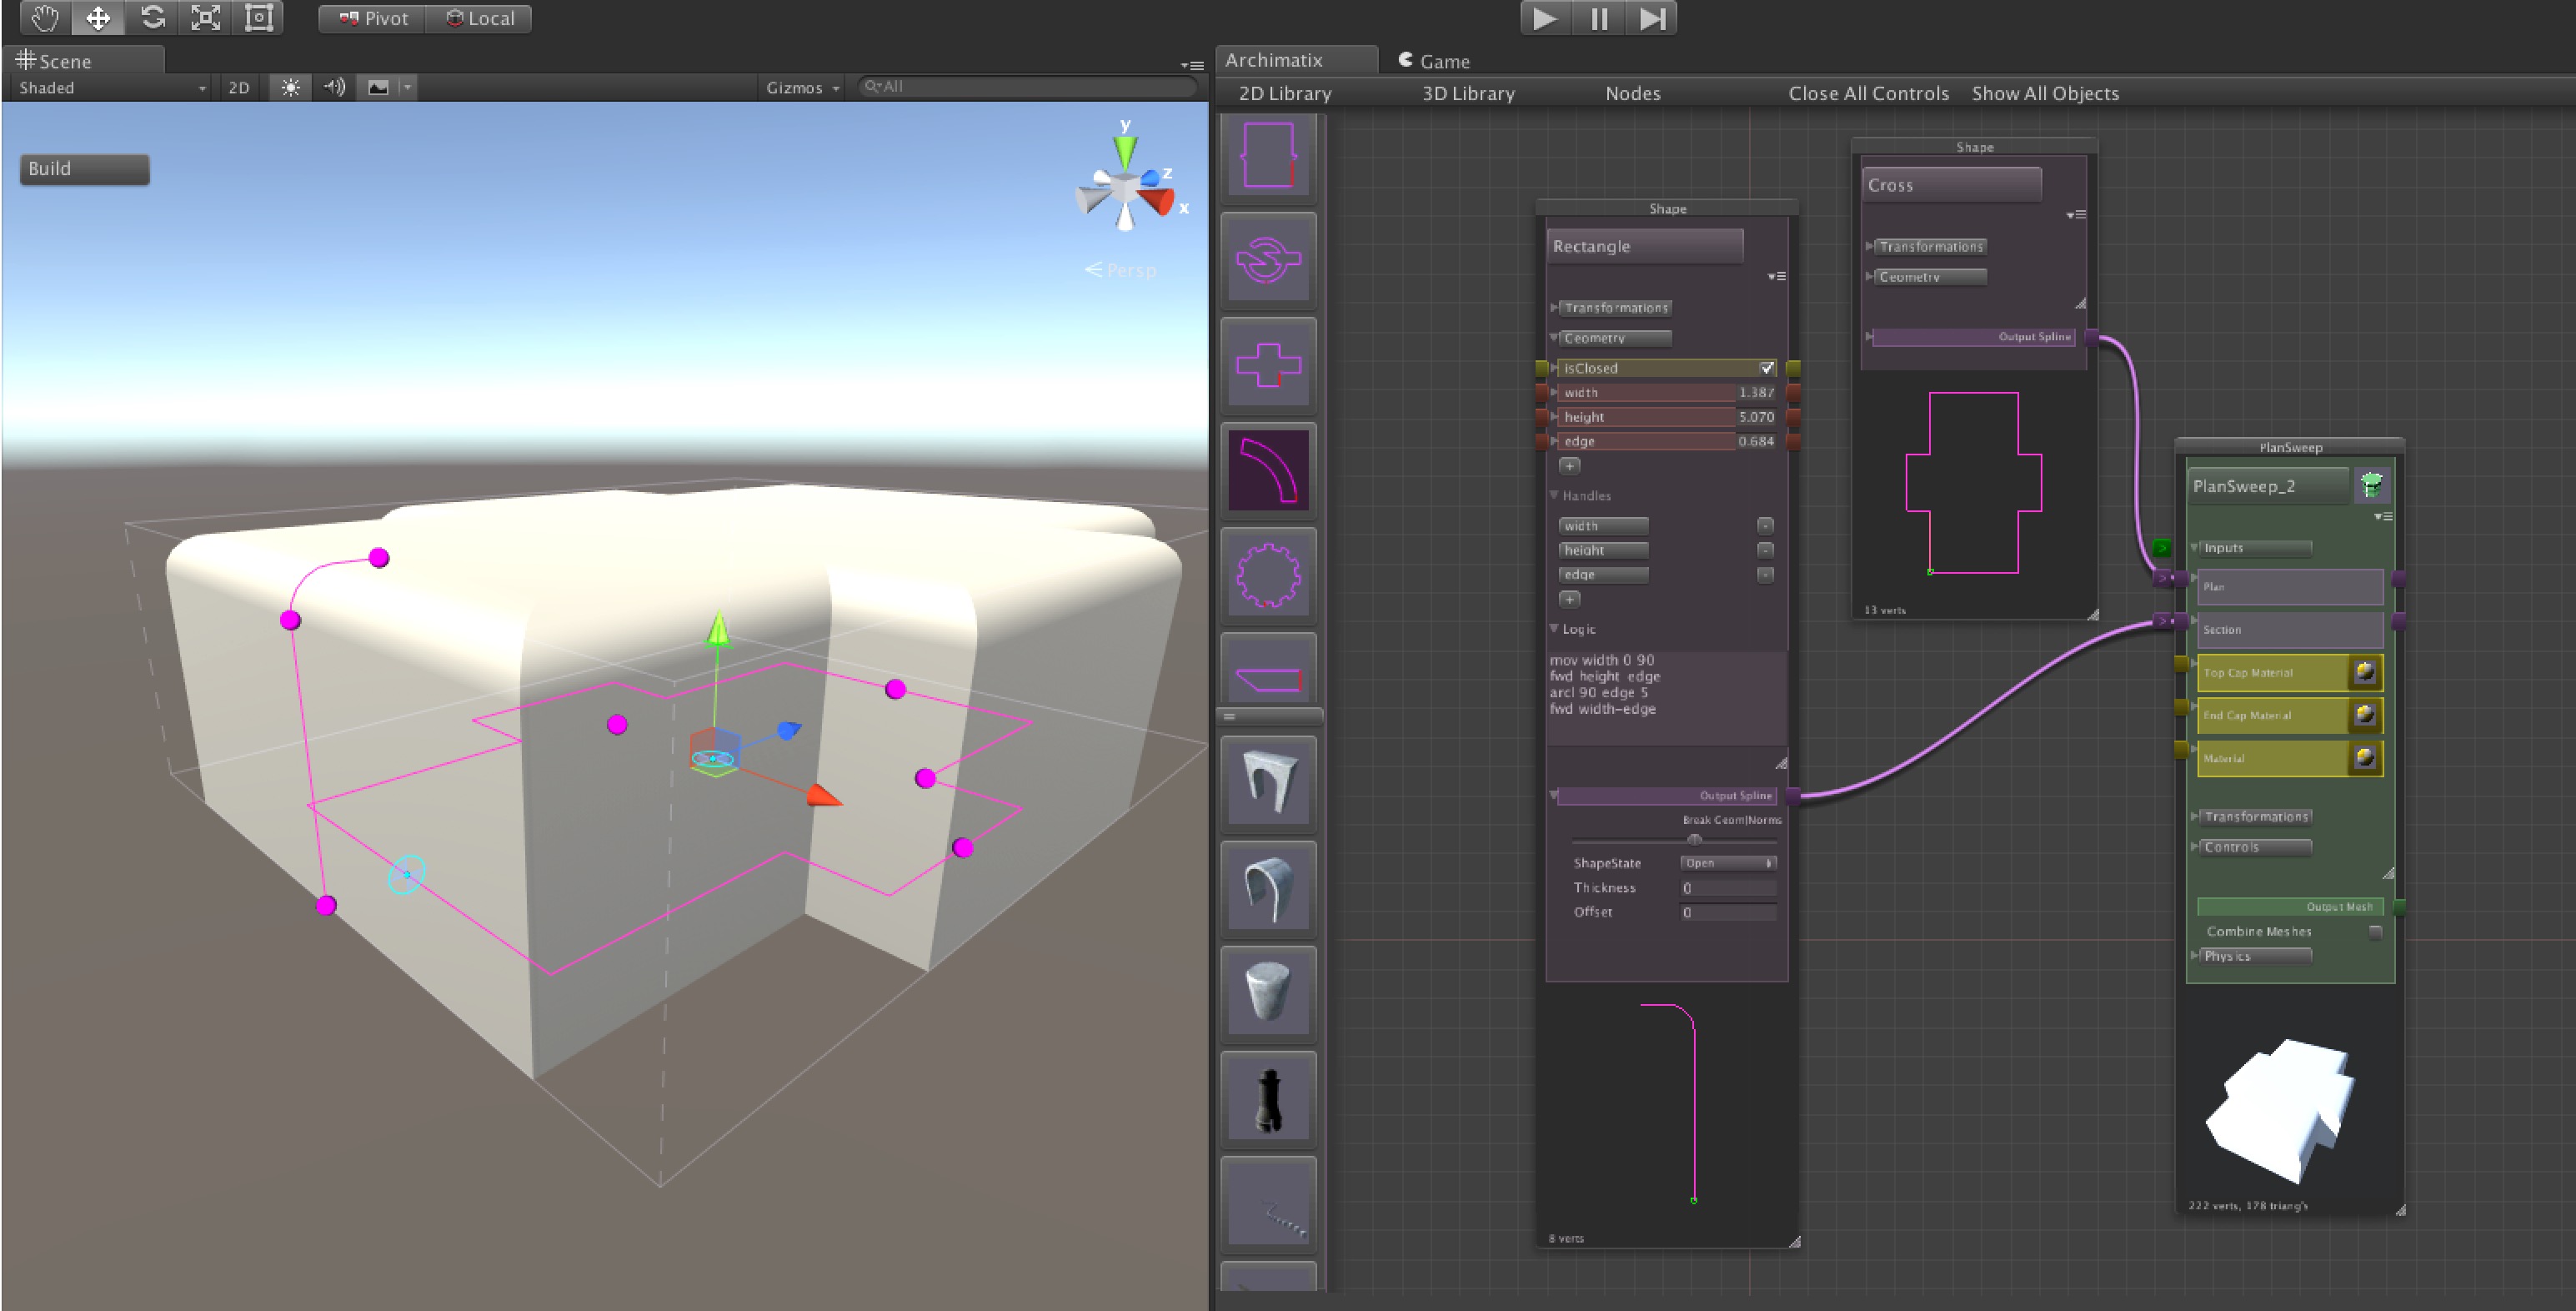 Pivot Local
Scene
Shaded 2D Gizmos All
Build
y
z
x
Persp
Archimatix Game
2D Library 3D Library Nodes Close All Controls Show All Objects
Shape
Rectangle
Transformations
Geometry
isClosed
width 1.387
height 5.070
edge 0.684
+
Handles
width -
height -
edge -
+
Logic
mov width 0 90
fwd height edge
arcl 90 edge 5
fwd width-edge
Output Spline
Break Geom|Norms
ShapeState Open
Thickness 0
Offset 0
8 verts
Shape
Cross
Transformations
Geometry
Output Spline
13 verts
PlanSweep
PlanSweep_2
> Inputs
> Plan
> Section
Top Cap Material
End Cap Material
Material
Transformations
Controls
Output Mesh
Combine Meshes
Physics
222 verts, 178 triang's